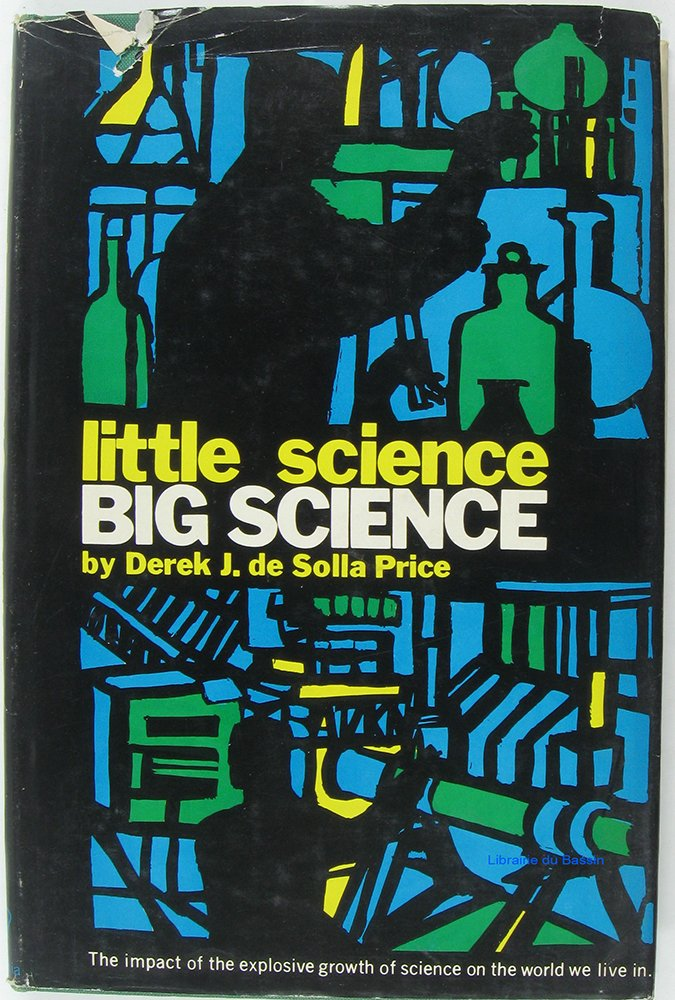 little science
BIG SCIENCE
by Derek J. de Solla Price
Librairie du Bassin
The impact of the explosive growth of science on the world we live in.